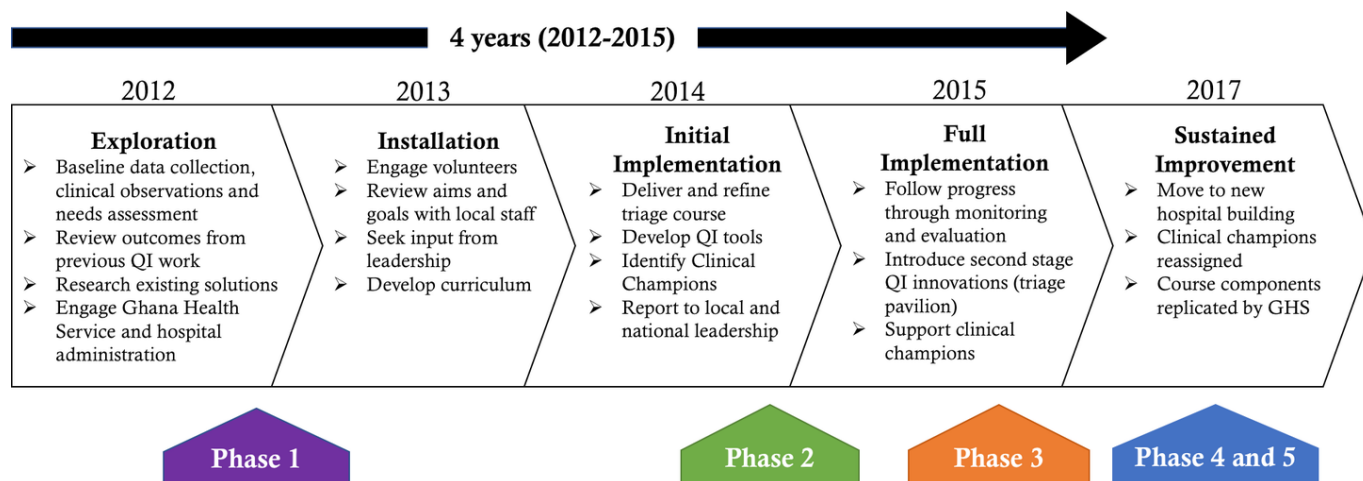 4 years (2012-2015)
2012
2013
2014
2015
2017
Exploration
➢ Baseline data collection,
clinical observations and
needs assessment
➢ Review outcomes from
previous QI work
➢ Research existing solutions
➢ Engage Ghana Health
Service and hospital
administration
Installation
➢ Engage volunteers
➢ Review aims and
goals with local staff
➢ Seek input from
leadership
➢ Develop curriculum
Initial
Implementation
➢ Deliver and refine
triage course
➢ Develop QI tools
➢ Identify Clinical
Champions
➢ Report to local and
national leadership
Full
Implementation
➢ Follow progress
through monitoring
and evaluation
➢ Introduce second stage
QI innovations (triage
pavilion)
➢ Support clinical
champions
Sustained
Improvement
➢ Move to new
hospital building
➢ Clinical champions
reassigned
➢ Course components
replicated by GHS
Phase 1
Phase 2
Phase 3
Phase 4 and 5